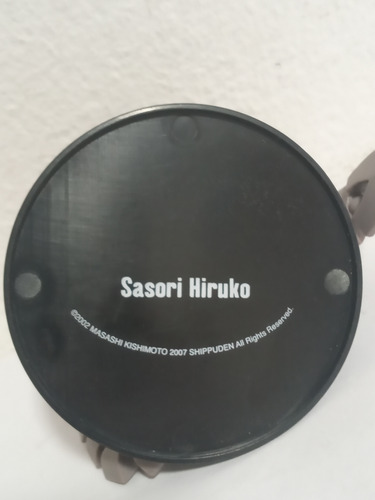 Sasori Hiruko
©2002 MASASHI KISHIMOTO 2007 SHIPPUDEN All Rights Reserved.